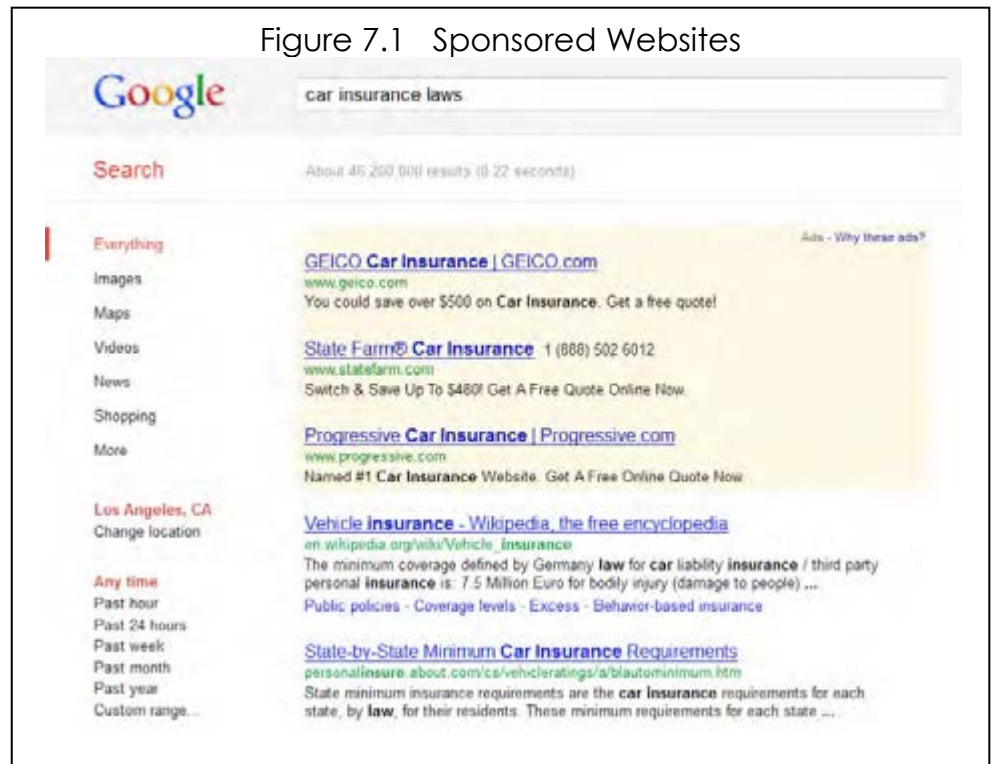 Figure 7.1 Sponsored Websites
Google
car insurance laws
Search
About 46,200,000 results (0.22 seconds)
Everything
Images
Maps
Videos
News
Shopping
More
Los Angeles, CA
Change location
Any time
Past hour
Past 24 hours
Past week
Past month
Past year
Custom range...
Ads - Why these ads?
GEICO Car Insurance | GEICO.com
www.geico.com
You could save over $500 on Car Insurance. Get a free quote!
State Farm® Car Insurance 1 (888) 502 6012
www.statefarm.com
Switch & Save Up To $480! Get A Free Quote Online Now.
Progressive Car Insurance | Progressive.com
www.progressive.com
Named #1 Car Insurance Website. Get A Free Online Quote Now
Vehicle insurance - Wikipedia, the free encyclopedia
en.wikipedia.org/wiki/Vehicle_insurance
The minimum coverage defined by Germany law for car liability insurance / third party
personal insurance is: 7.5 Million Euro for bodily injury (damage to people) ...
Public policies - Coverage levels - Excess - Behavior-based insurance
State-by-State Minimum Car Insurance Requirements
personalinsure.about.com/cs/vehicleratings/a/blautominimum.htm
State minimum insurance requirements are the car insurance requirements for each
state, by law, for their residents. These minimum requirements for each state ...